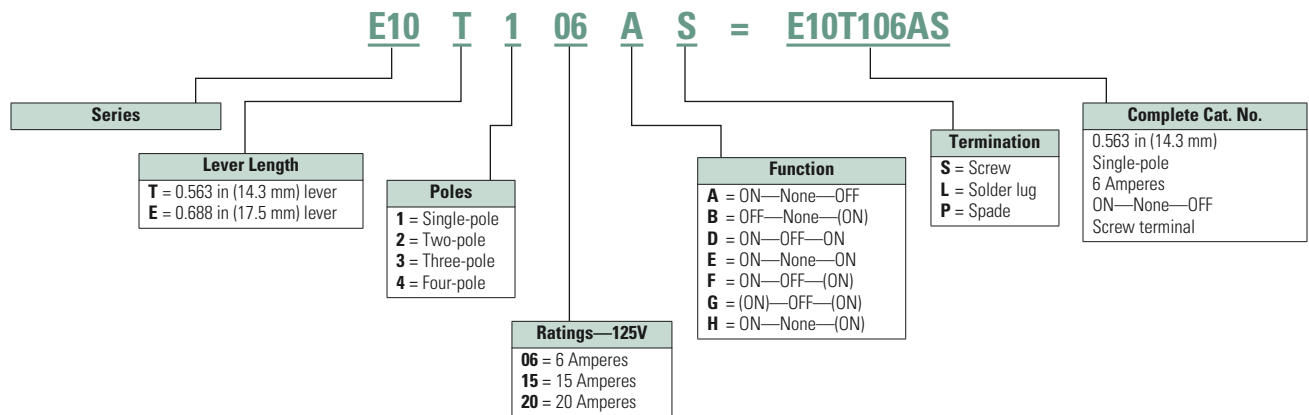 E10 T 1 06 A S = E10T106AS
Series
Lever Length
T = 0.563 in (14.3 mm) lever
E = 0.688 in (17.5 mm) lever
Poles
1 = Single-pole
2 = Two-pole
3 = Three-pole
4 = Four-pole
Ratings—125V
06 = 6 Amperes
15 = 15 Amperes
20 = 20 Amperes
Function
A = ON—None—OFF
B = OFF—None—(ON)
D = ON—OFF—ON
E = ON—None—ON
F = ON—OFF—(ON)
G = (ON)—OFF—(ON)
H = ON—None—(ON)
Termination
S = Screw
L = Solder lug
P = Spade
Complete Cat. No.
0.563 in (14.3 mm)
Single-pole
6 Amperes
ON—None—OFF
Screw terminal